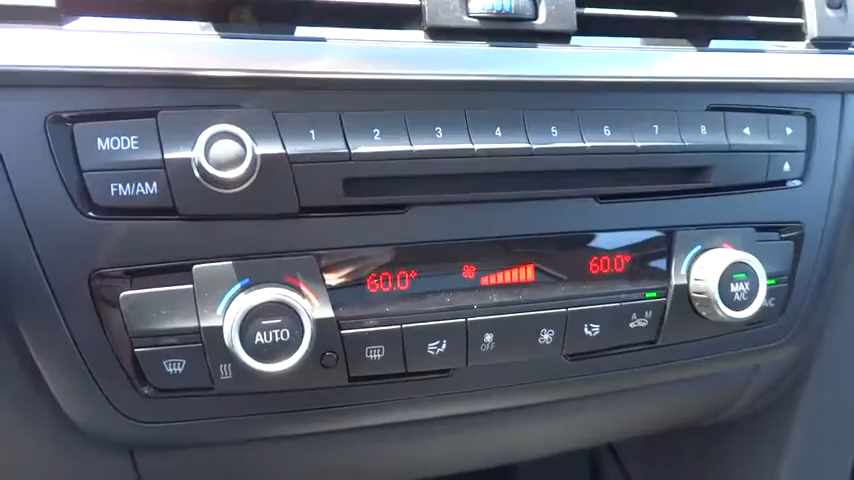 MODE 1 2 3 4 5 6 7 8
FM/AM
60.0° 60.0°
AUTO MAX A/C
OFF A M A/C